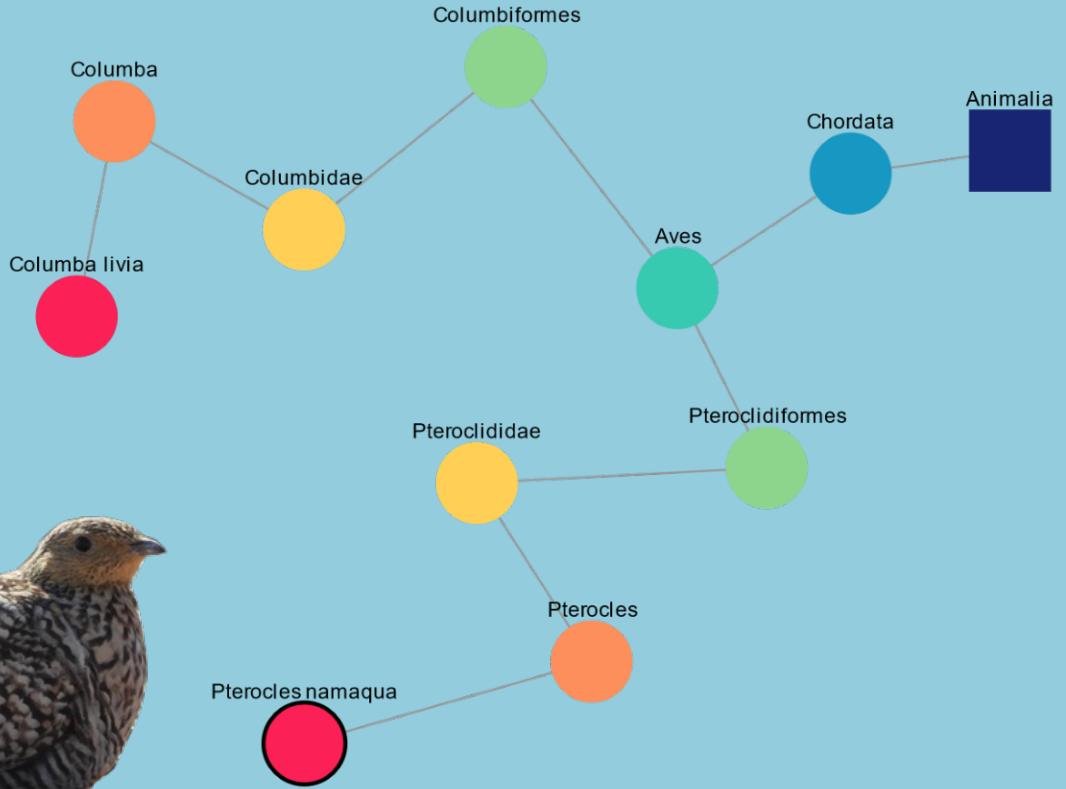 Columbiformes
Columba
Animalia
Chordata
Columbidae
Aves
Columba livia
Pteroclidiformes
Pteroclididae
Pterocles
Pterocles namaqua